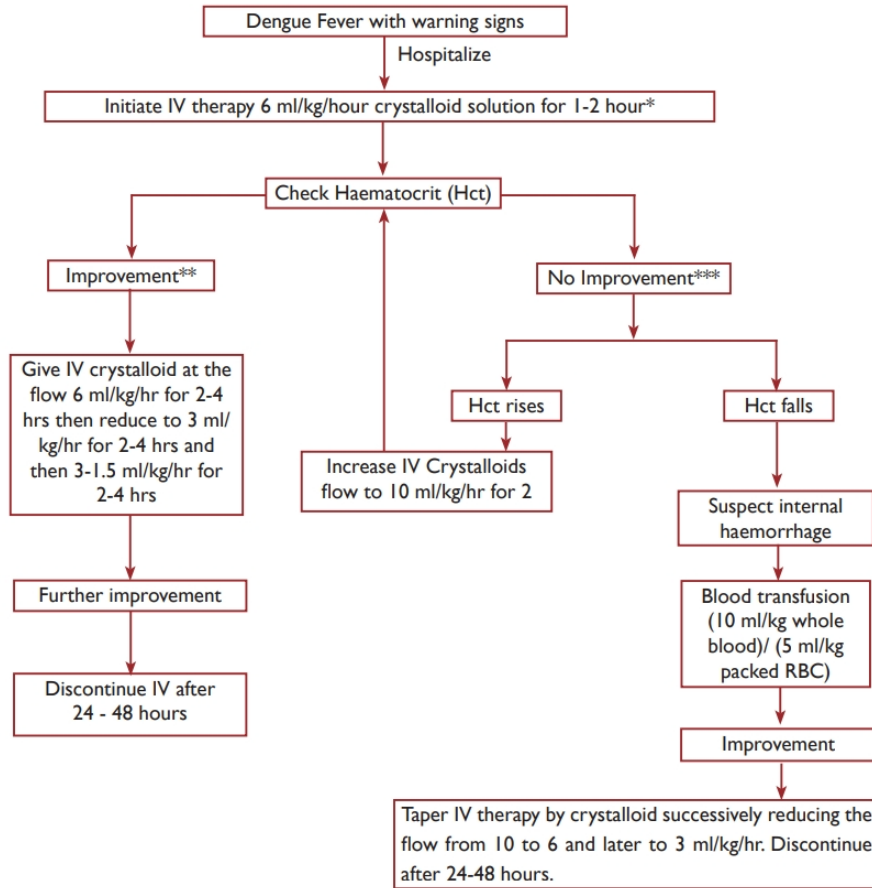 Dengue Fever with warning signs
Hospitalize
Initiate IV therapy 6 ml/kg/hour crystalloid solution for 1-2 hour*
Check Haematocrit (Hct)
Improvement**
No Improvement***
Give IV crystalloid at the
flow 6 ml/kg/hr for 2-4
hrs then reduce to 3 ml/
kg/hr for 2-4 hrs and
then 3-1.5 ml/kg/hr for
2-4 hrs
Further improvement
Discontinue IV after
24 - 48 hours
Hct rises
Increase IV Crystalloids
flow to 10 ml/kg/hr for 2
Hct falls
Suspect internal
haemorrhage
Blood transfusion
(10 ml/kg whole
blood)/ (5 ml/kg
packed RBC)
Improvement
Taper IV therapy by crystalloid successively reducing the
flow from 10 to 6 and later to 3 ml/kg/hr. Discontinue
after 24-48 hours.